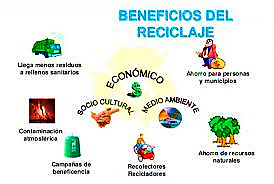 BENEFICIOS DEL
RECICLAJE
Llega menos residuos
a rellenos sanitarios
Ahorro para personas
y municipios
ECONÓMICO
$
SOCIO CULTURAL
MEDIO AMBIENTE
Contaminación
atmosférica
Ahorro de recursos
naturales
Campañas de
beneficencia
Recolectores
Recicladores